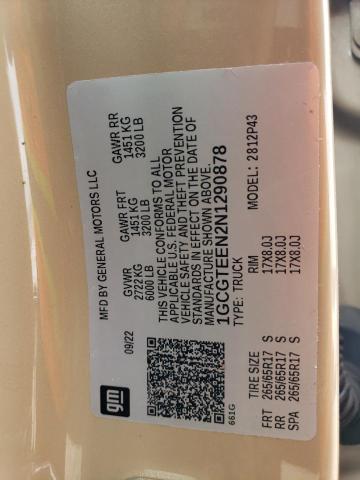 gm
MFD BY GENERAL MOTORS LLC
09/22
GVWR GAWR FRT GAWR RR
2722 KG 1451 KG 1451 KG
6000 LB 3200 LB 3200 LB
THIS VEHICLE CONFORMS TO ALL
APPLICABLE U.S. FEDERAL MOTOR
VEHICLE SAFETY AND THEFT PREVENTION
STANDARDS IN EFFECT ON THE DATE OF
MANUFACTURE SHOWN ABOVE.
1GCGTEEN2N1290878
661G TYPE: TRUCK MODEL: 2812P43
TIRE SIZE RIM
FRT 265/65R17 S 17X8.0J
RR 265/65R17 S 17X8.0J
SPA 265/65R17 S 17X8.0J